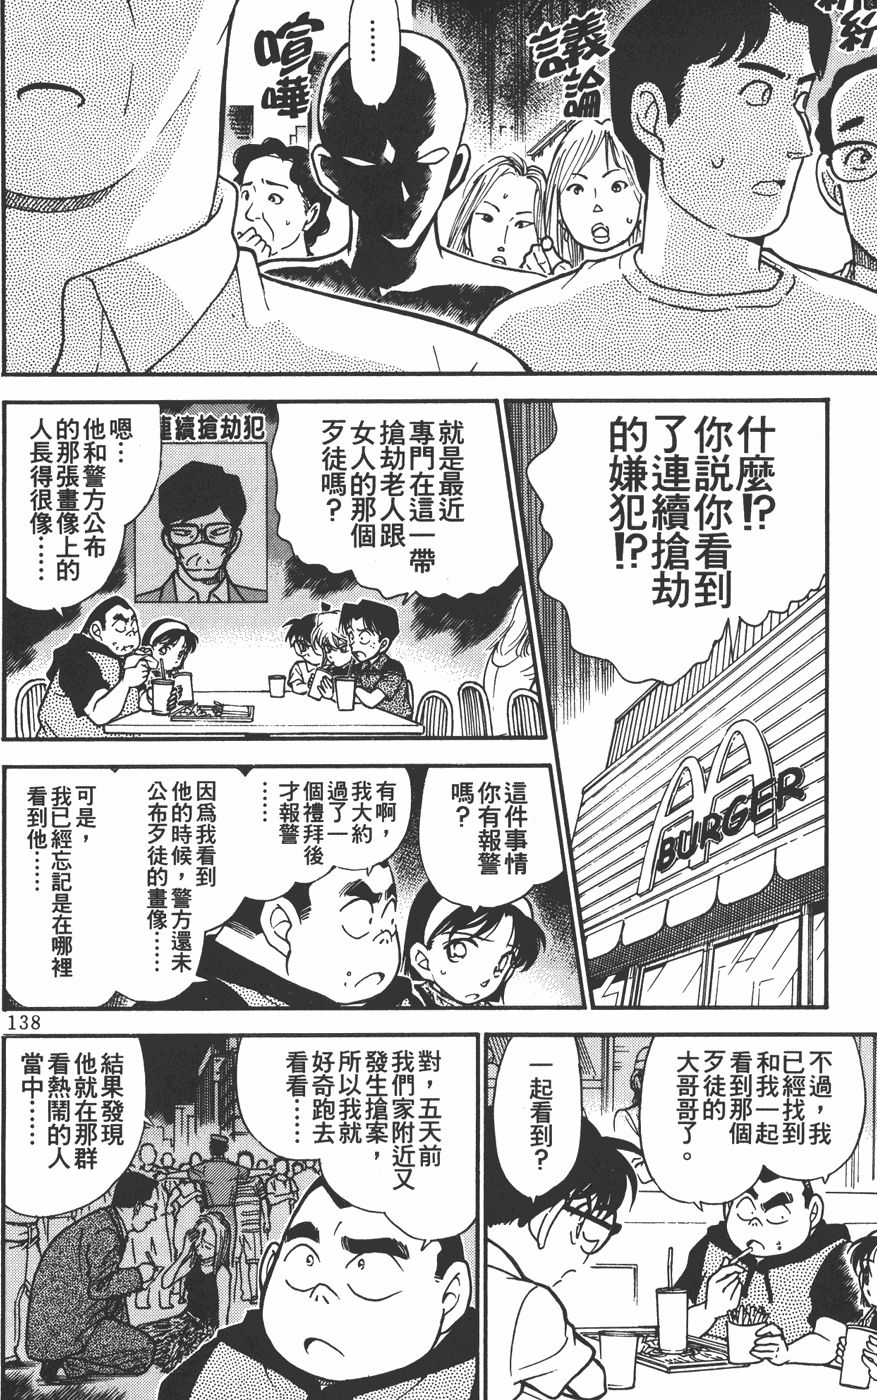 紛紛
議論
喧嘩
……
什麼!?
你說你看到
了連續搶劫
的嫌犯!?
BURGER
就是最近
專門在這一帶
搶劫老人跟
女人的那個
歹徒嗎？
連續搶劫犯
嗯…
他和警方公布
的那張畫像上的
人長得很像……
這件事情
你有報警
嗎？
有啊，
我大約
過了一
個禮拜後
才報警
……
因為我看到
他的時候，警方還未
公布歹徒的畫像……
可是，
我已經忘記是在哪裡
看到他……
138
不過，我
已經找到
和我一起
看到那個
歹徒的
大哥哥了。
一起看到？
對，五天前
我們家附近又
發生搶案，
所以我就
好奇跑去
看看……
結果發現
他就在那群
看熱鬧的人
當中……